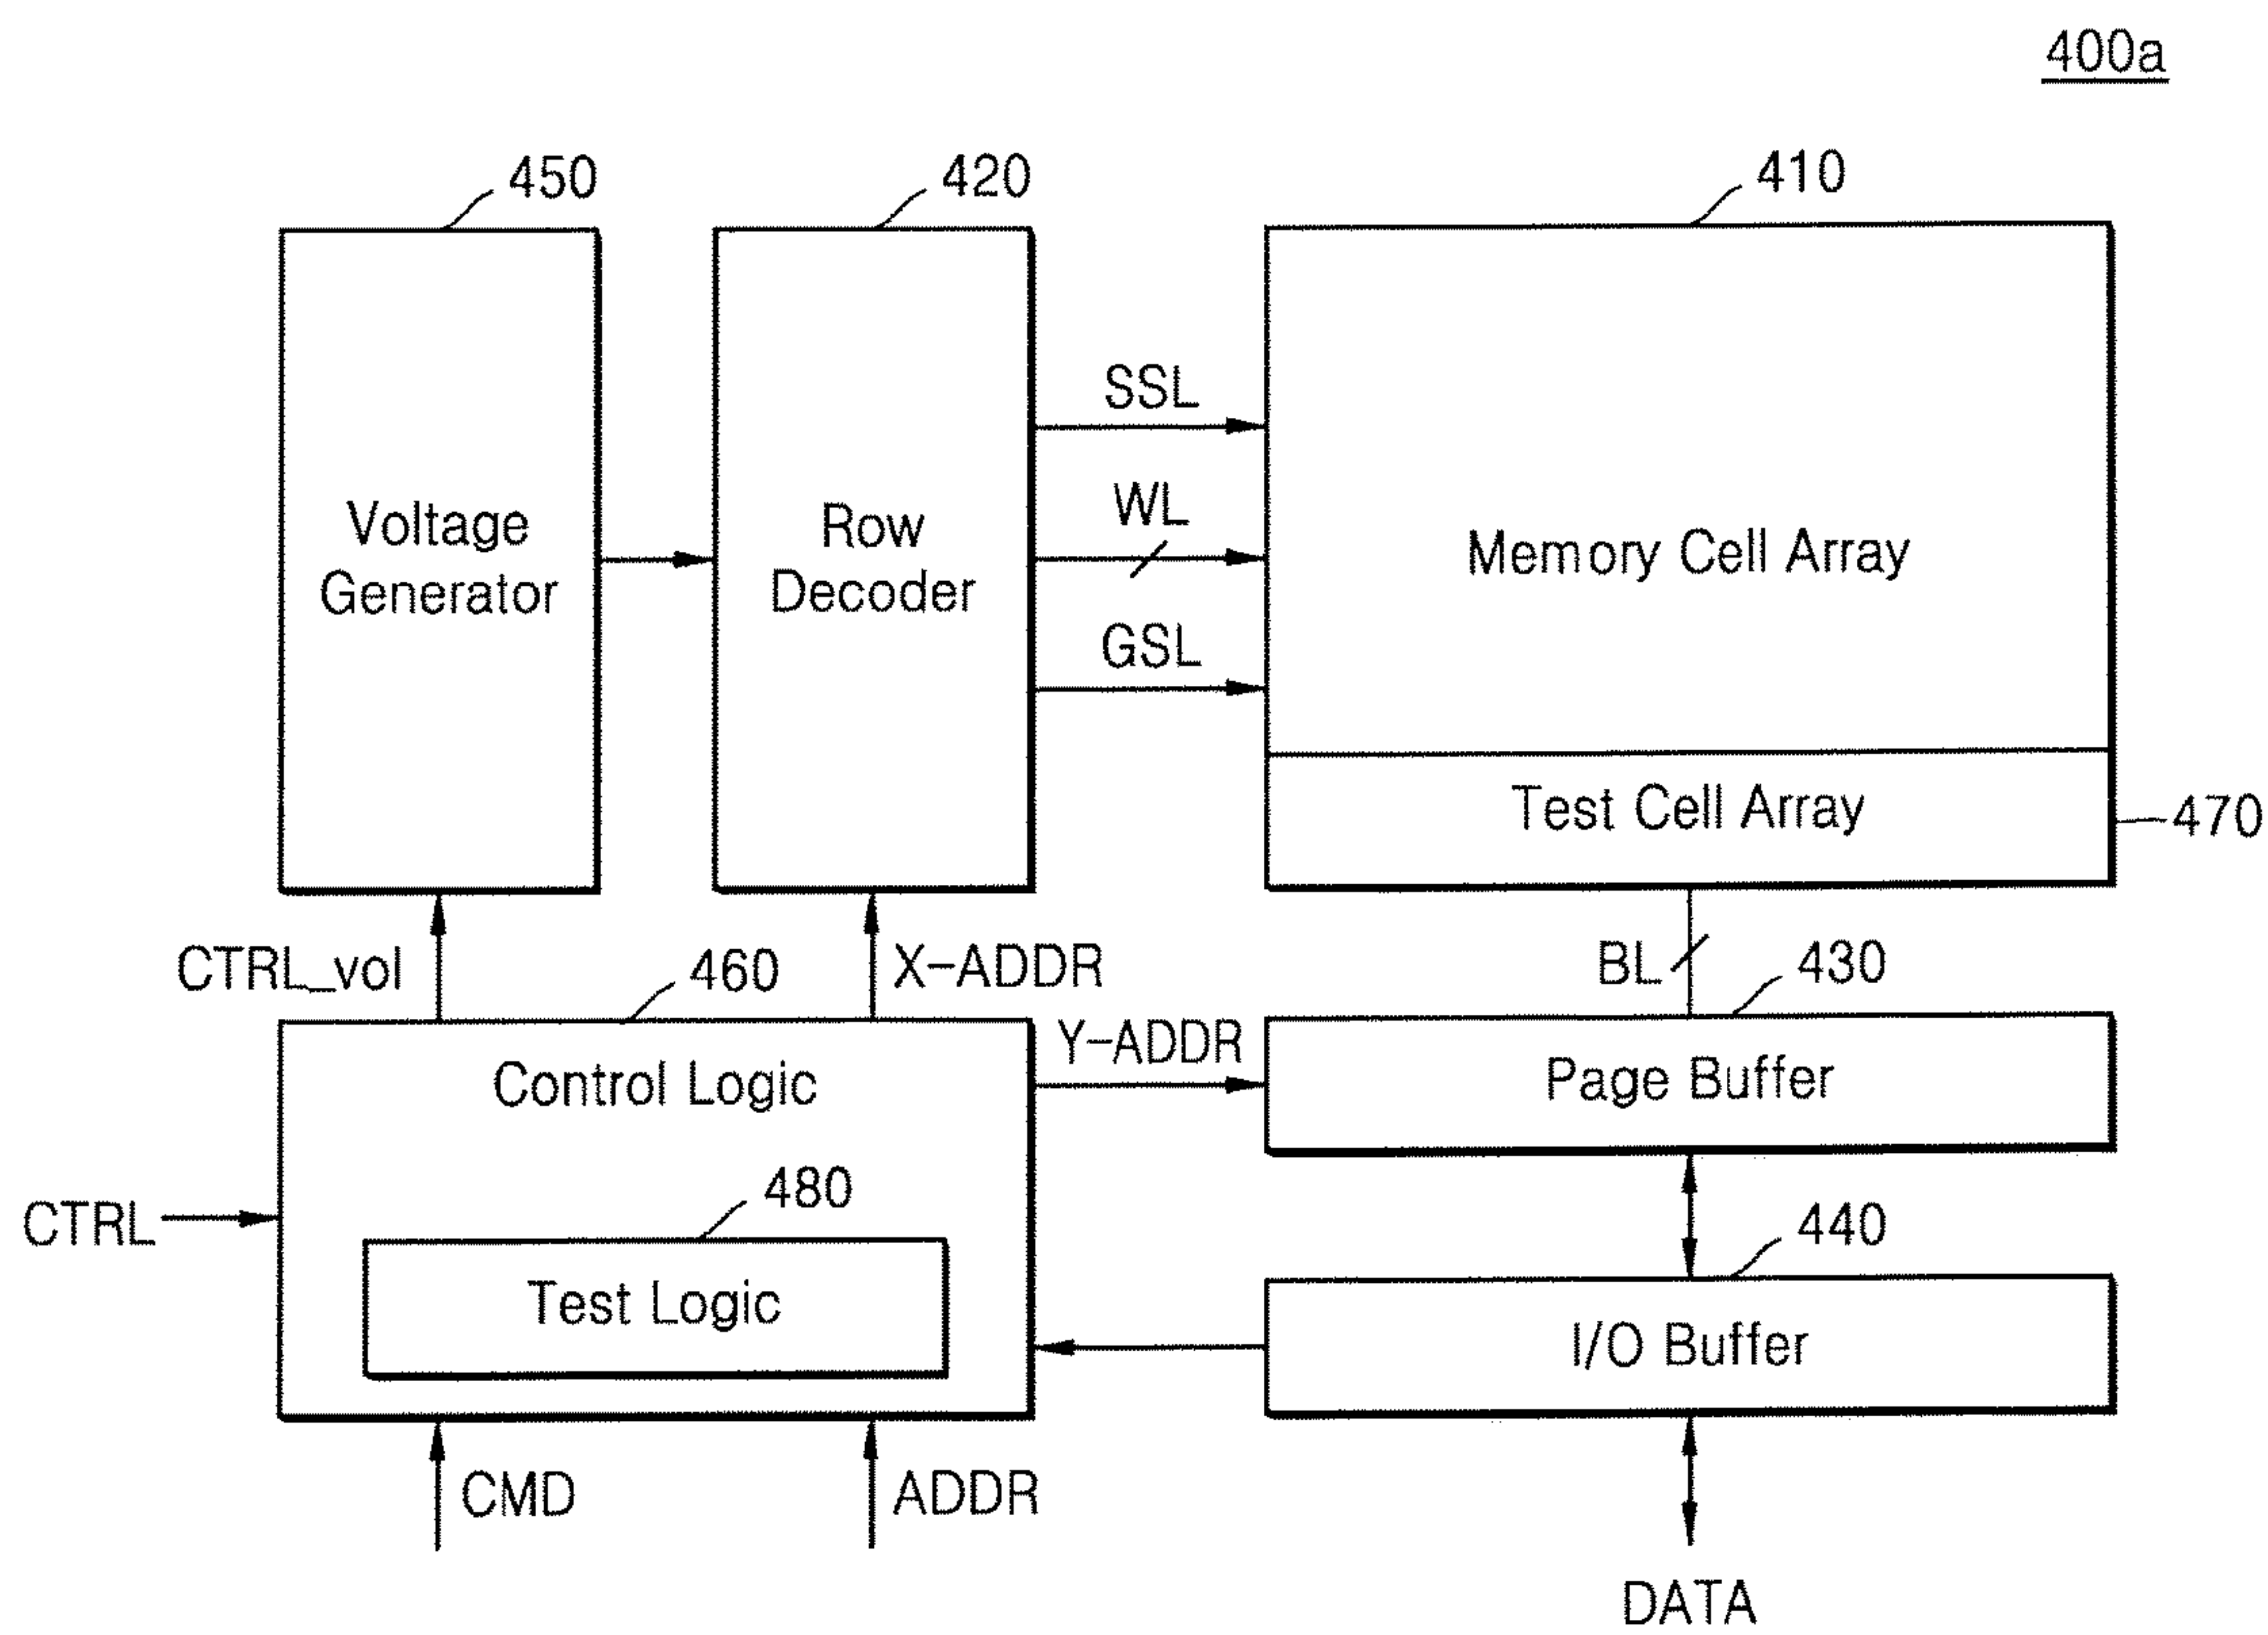 400a
450
420
410
Voltage
Generator
Row
Decoder
SSL
WL
GSL
Memory Cell Array
Test Cell Array
470
CTRL_vol
460
X-ADDR
BL
430
Control Logic
Y-ADDR
Page Buffer
CTRL
480
Test Logic
440
I/O Buffer
CMD
ADDR
DATA